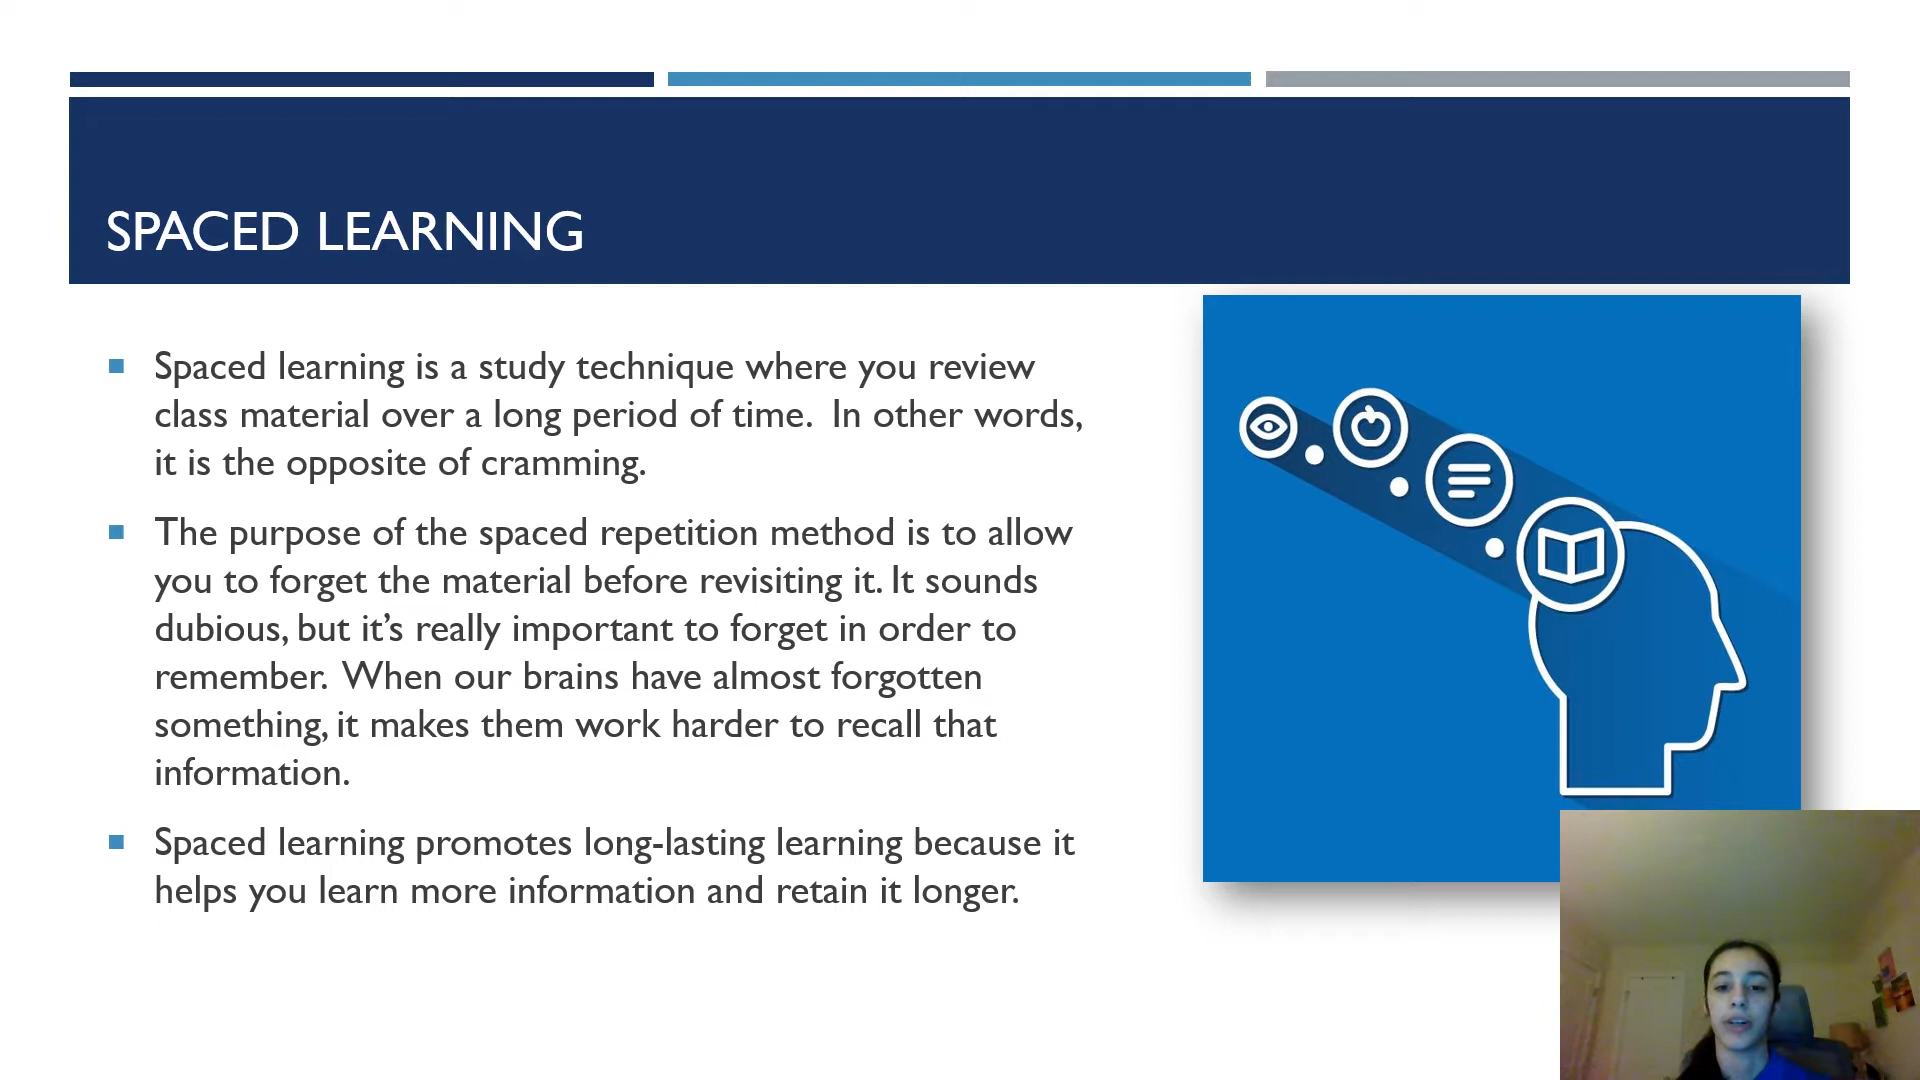 SPACED LEARNING
Spaced learning is a study technique where you review
class material over a long period of time.  In other words,
it is the opposite of cramming.
The purpose of the spaced repetition method is to allow
you to forget the material before revisiting it. It sounds
dubious, but it’s really important to forget in order to
remember.  When our brains have almost forgotten
something, it makes them work harder to recall that
information.
Spaced learning promotes long-lasting learning because it
helps you learn more information and retain it longer.